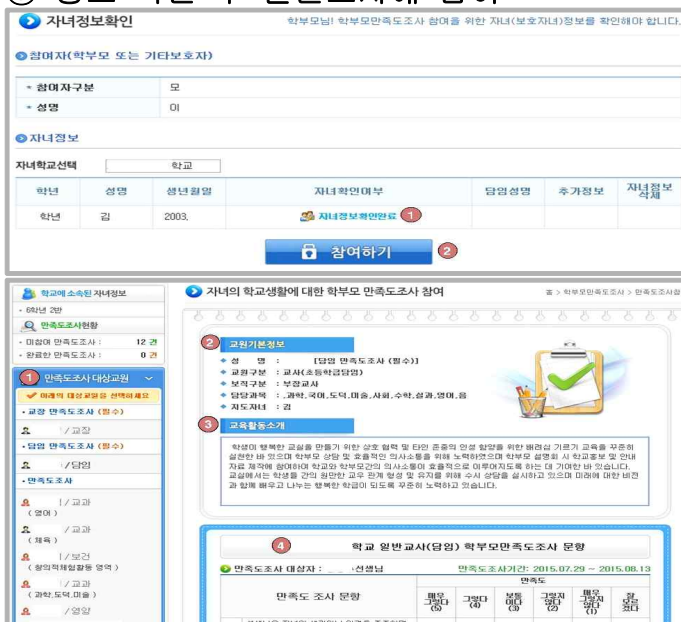 자녀정보확인
학부모님! 학부모만족도조사 참여를 위한 자녀(보호자녀)정보를 확인해야 합니다.
참여자(학부모 또는 기타보호자)
• 참여자구분 모
• 성명 이
자녀정보
자녀학교선택 학교
학년 성명 생년월일 자녀확인여부 담임성명 추가정보 자녀정보 삭제
학년 김 2003. 자녀정보확인완료 1
참여하기 2
학교에 소속된 자녀정보
• 6학년 2반
만족도조사현황
• 미참여 만족도조사 : 12 건
• 완료한 만족도조사 : 0 건
1 만족도조사 대상교원
아래의 대상교원을 선택하세요
• 교장 만족도조사 (필수)
/교장
• 담임 만족도조사 (필수)
/담임
• 만족도조사
/교과
( 영어 )
/교과
( 체육 )
/보건
( 창의적체험활동 영역 )
/교과
( 과학,도덕,미술 )
/영양
자녀의 학교생활에 대한 학부모 만족도조사 참여
홈 > 학부모만족도조사 > 만족도조사참
2 교원기본정보
성 명 : [담임 만족도조사 (필수)]
교원구분 : 교사(초등학급담임)
보직구분 : 부장교사
담당과목 : ,과학,국어,도덕,미술,사회,수학,실과,영어,음
지도자녀 : 김
3 교육활동소개
학생이 행복한 교실을 만들기 위한 상호 협력 및 타인 존중의 인성 함양을 위한 배려심 기르기 교육을 꾸준히
실천한 바 있으며 학부모 상담 및 효율적인 의사소통을 위해 노력하였으며 학부모 설명회 시 학교홍보 및 안내
자료 제작에 참여하여 학교와 학부모간의 의사소통이 효율적으로 이루어지도록 하는 데 기여한 바 있습니다.
교실에서는 학생들 간의 원만한 교우 관계 형성 및 유지를 위해 수시 상담을 실시하고 있으며 미래에 대한 비전
과 함께 배우고 나누는 행복한 학급이 되도록 꾸준히 노력하고 있습니다.
4 학교 일반교사(담임) 학부모만족도조사 문항
만족도조사 대상자 : 선생님 만족도조사기간: 2015.07.29 ~ 2015.08.13
만족도 조사 문항
만족도
매우 그렇다 (5) 그렇다 (4) 보통이다 (3) 그렇지 않다 (2) 매우 그렇지 않다 (1) 잘 모르겠다